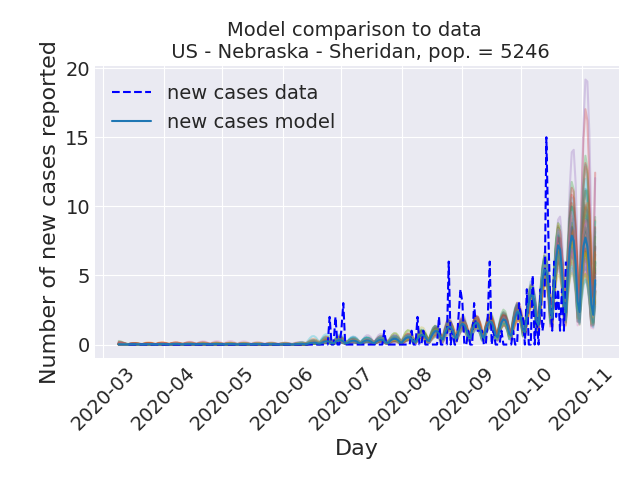 Model comparison to data
US - Nebraska - Sheridan, pop. = 5246
Number of new cases reported
20
15
10
5
0
new cases data
new cases model
2020-03
2020-04
2020-05
2020-06
2020-07
2020-08
2020-09
2020-10
2020-11
Day